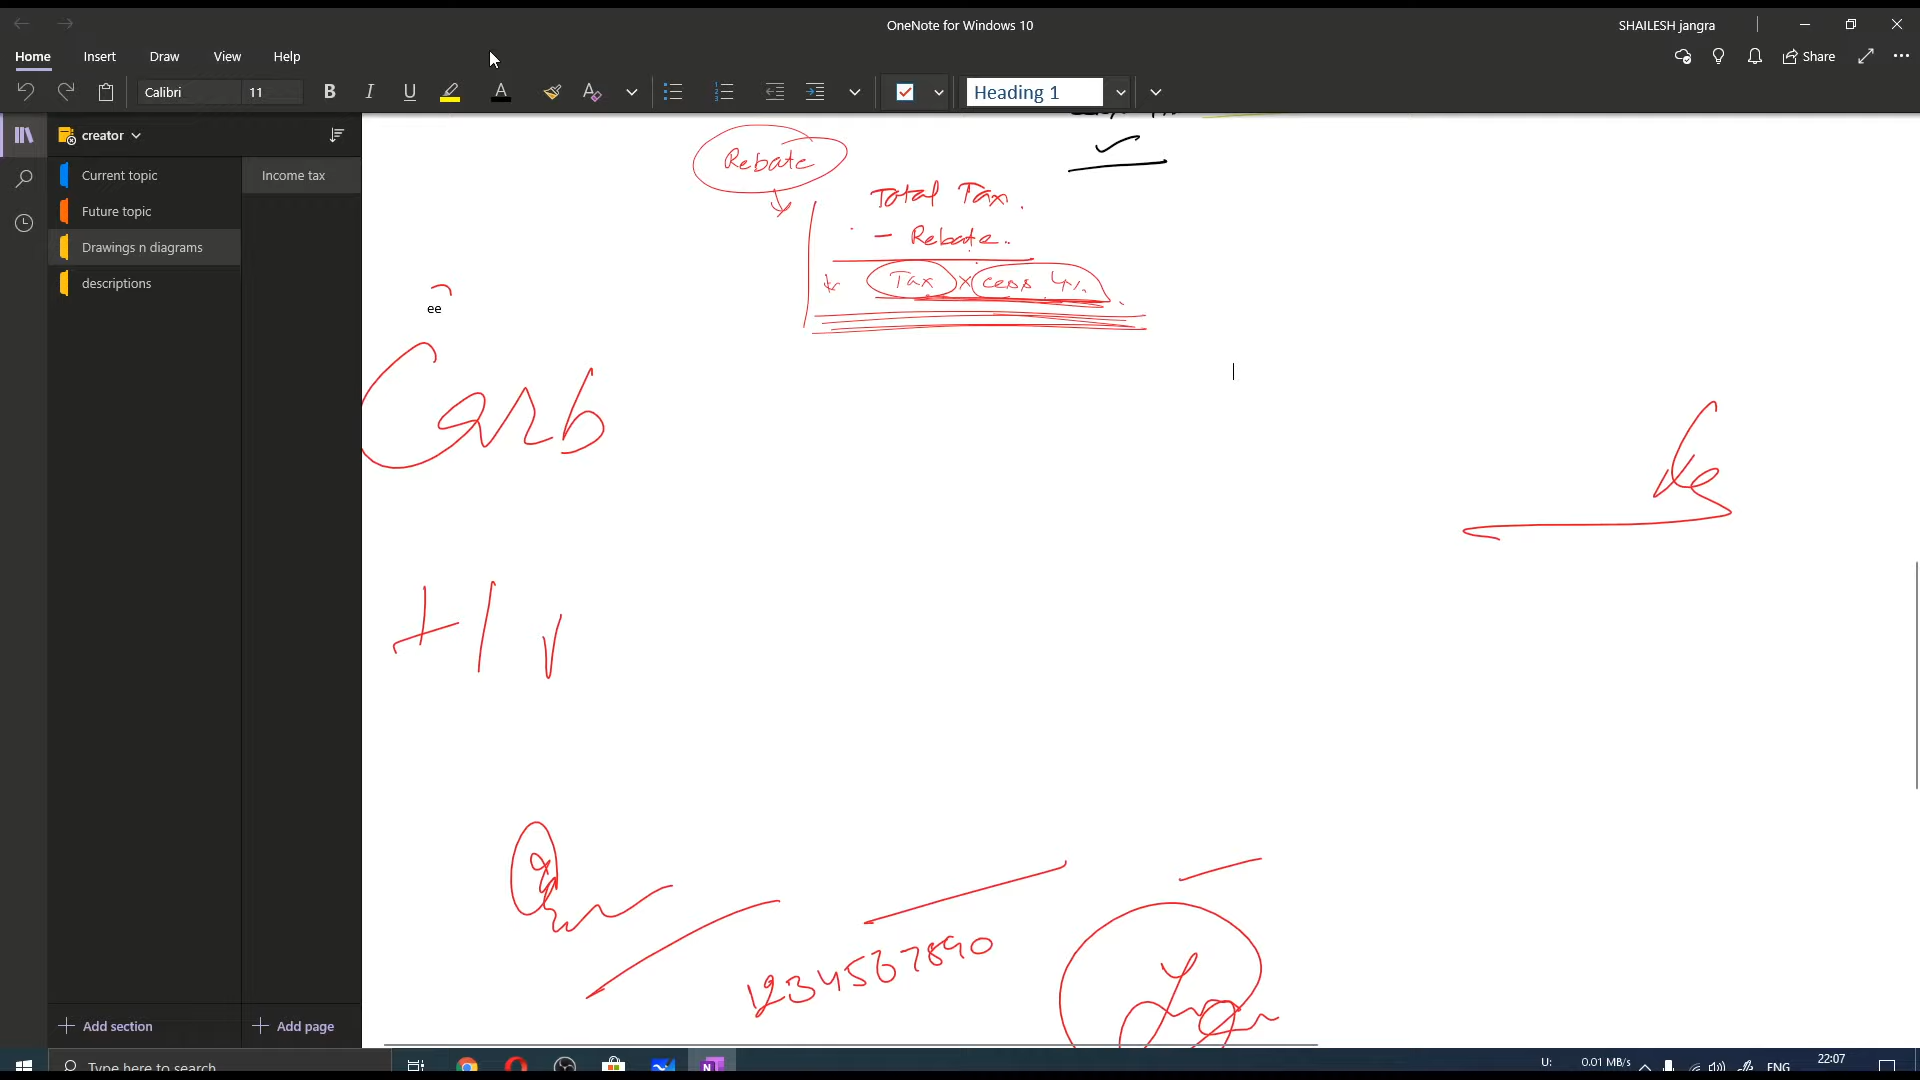 OneNote for Windows 10
SHAILESH jangra
Home Insert Draw View Help
Share
Calibri 11 B I U A A Heading 1
creator
Current topic
Future topic
Drawings n diagrams
descriptions
Income tax
Rebate
Total Tax.
- Rebate..
Tax x cess 4%.
ee
Carb
1234567890
Add section
Add page
Type here to search
U: 0.01 MB/s
ENG
22:07